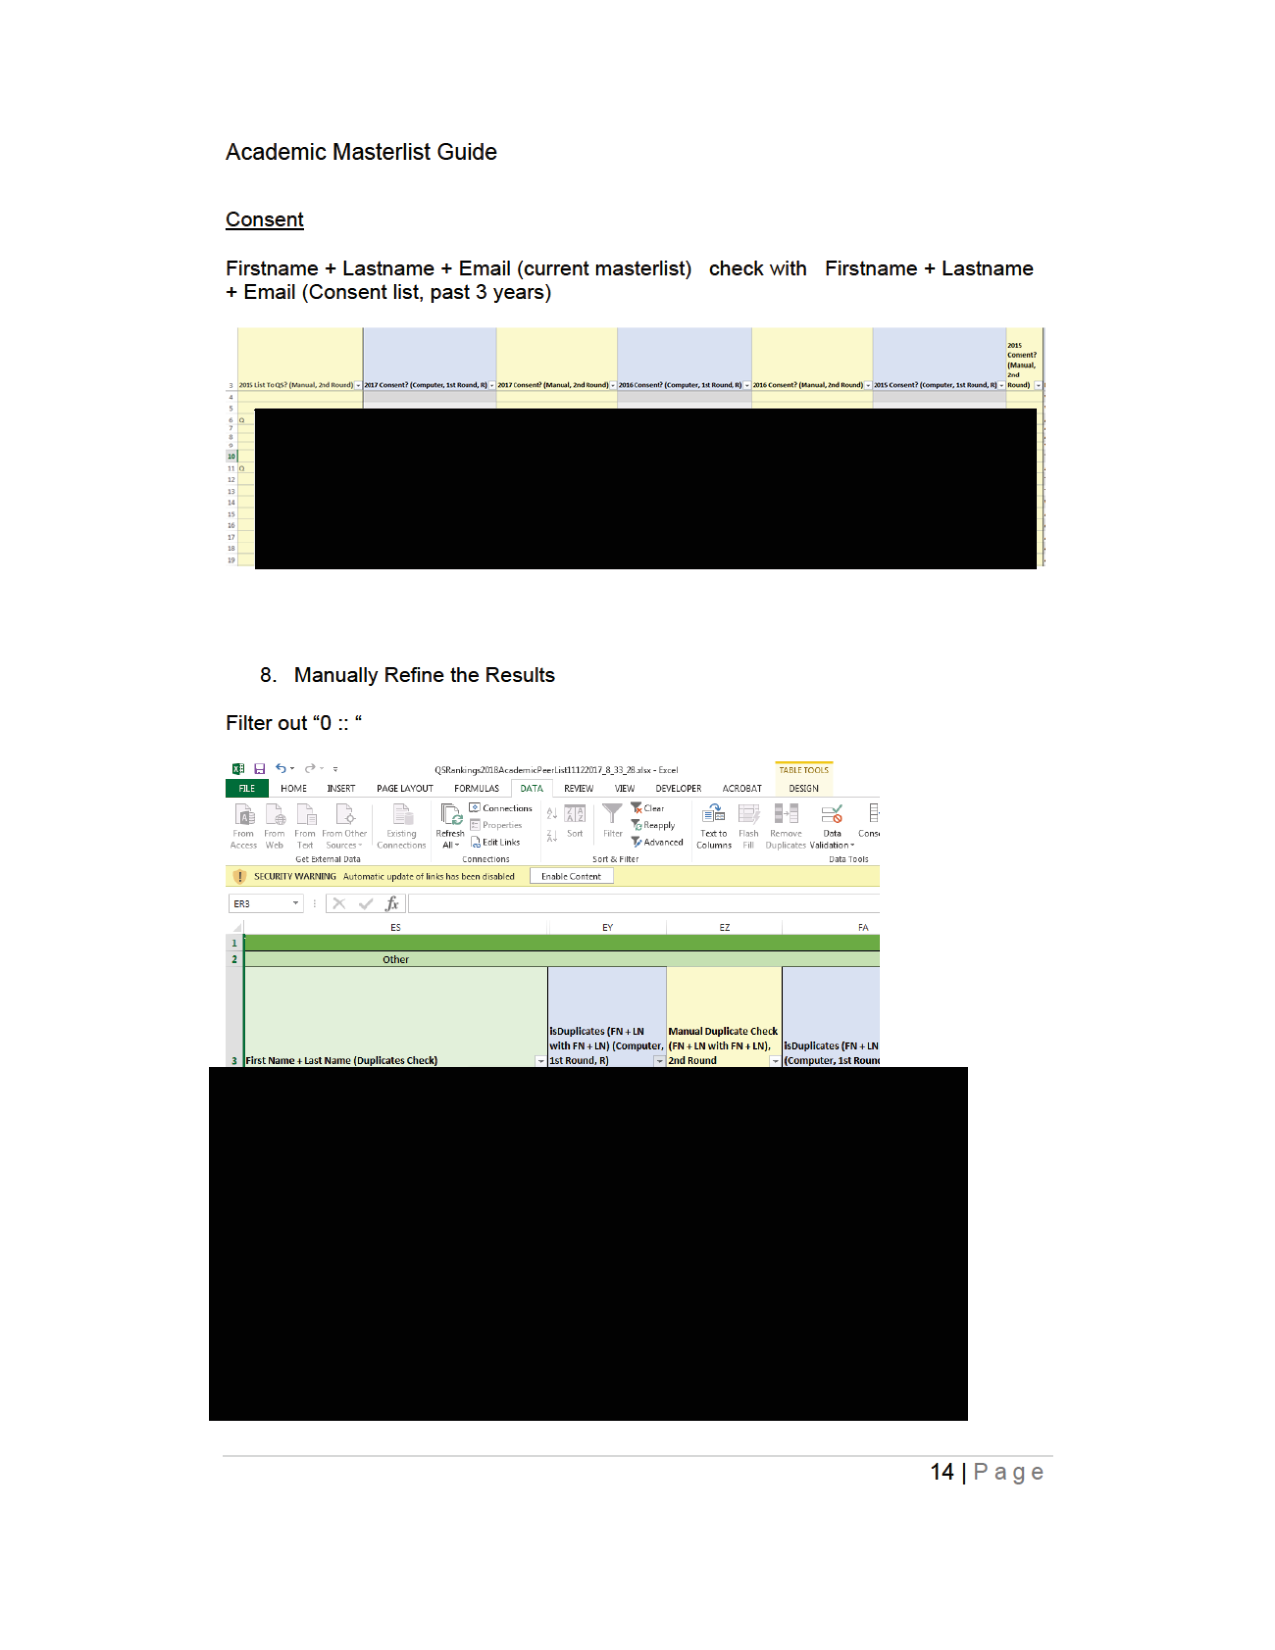 Academic Masterlist Guide
Consent
Firstname + Lastname + Email (current masterlist) check with Firstname + Lastname
+ Email (Consent list, past 3 years)
2015
Consent?
(Manual,
2nd
3 2015 List To QS? (Manual, 2nd Round) 2017 Consent? (Computer, 1st Round, R) 2017 Consent? (Manual, 2nd Round) 2016 Consent? (Computer, 1st Round, R) 2016 Consent? (Manual, 2nd Round) 2015 Consent? (Computer, 1st Round, R) Round)
4
5
6 Q
7
8
9
10
11 Q
12
13
14
15
16
17
18
19
8. Manually Refine the Results
Filter out “0 :: “
QSRankings2018AcademicPeerList11122017_8_33_28.xlsx - Excel TABLE TOOLS
FILE HOME INSERT PAGE LAYOUT FORMULAS DATA REVIEW VIEW DEVELOPER ACROBAT DESIGN
Connections Clear
Properties Reapply
From From From From Other Existing Refresh Sort Filter Text to Flash Remove Data Cons
Edit Links Advanced
Access Web Text Sources Connections All Columns Fill Duplicates Validation
Get External Data Connections Sort & Filter Data Tools
SECURITY WARNING Automatic update of links has been disabled Enable Content
ER3 fx
ES EY EZ FA
1
2 Other
isDuplicates (FN + LN Manual Duplicate Check
with FN + LN) (Computer, (FN + LN with FN + LN), isDuplicates (FN + LN
3 First Name + Last Name (Duplicates Check) 1st Round, R) 2nd Round (Computer, 1st Round
14 | Page